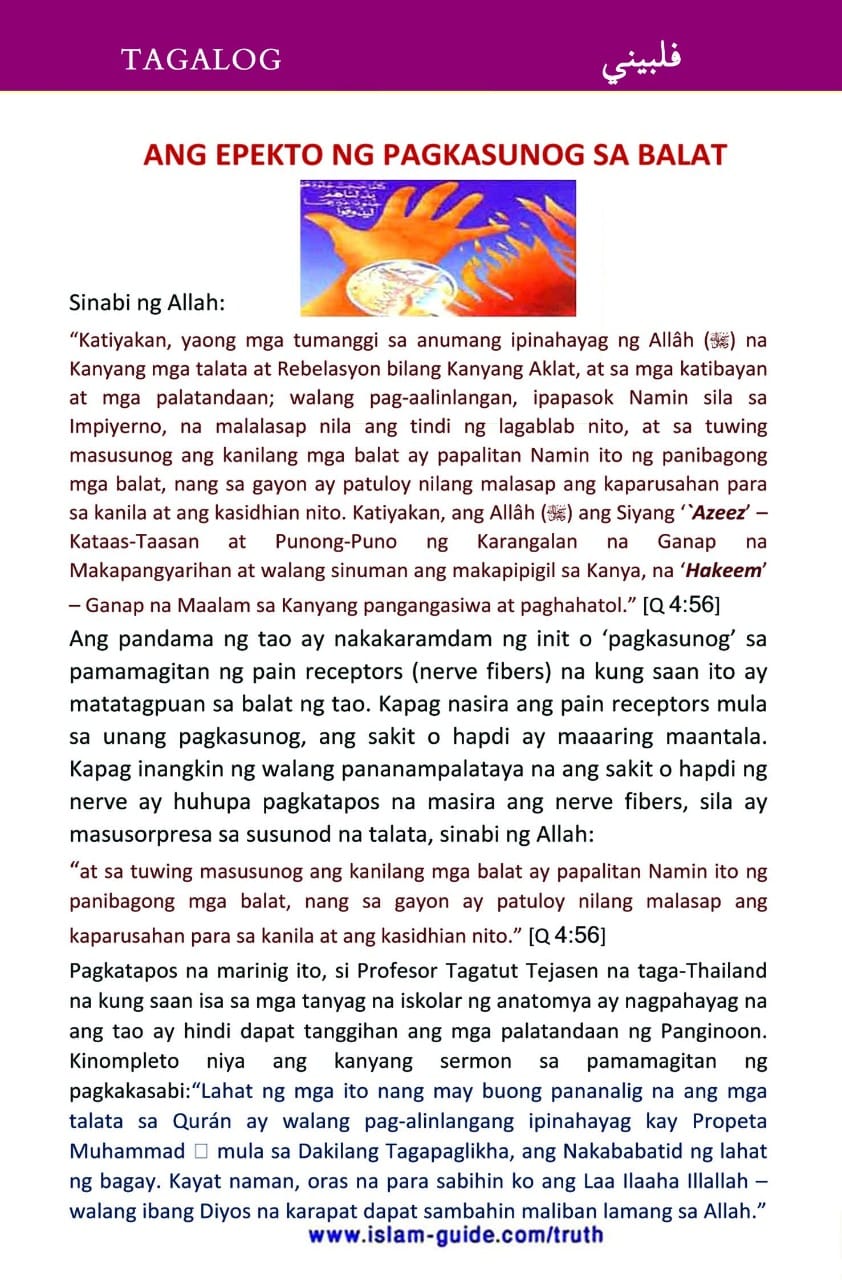 TAGALOG
فلبيني
ANG EPEKTO NG PAGKASUNOG SA BALAT
كلما نضجت جلودهم
بدلناهم
جلودا غيرها
ليذوقوا
Sinabi ng Allah:
“Katiyakan, yaong mga tumanggi sa anumang ipinahayag ng Allâh (ﷻ) na
Kanyang mga talata at Rebelasyon bilang Kanyang Aklat, at sa mga katibayan
at mga palatandaan; walang pag-aalinlangan, ipapasok Namin sila sa
Impiyerno, na malalasap nila ang tindi ng lagablab nito, at sa tuwing
masusunog ang kanilang mga balat ay papalitan Namin ito ng panibagong
mga balat, nang sa gayon ay patuloy nilang malasap ang kaparusahan para
sa kanila at ang kasidhian nito. Katiyakan, ang Allâh (ﷻ) ang Siyang ‘`Azeez’ –
Kataas-Taasan at Punong-Puno ng Karangalan na Ganap na
Makapangyarihan at walang sinuman ang makapipigil sa Kanya, na ‘Hakeem’
– Ganap na Maalam sa Kanyang pangangasiwa at paghahatol.” [Q 4:56]
Ang pandama ng tao ay nakakaramdam ng init o ‘pagkasunog’ sa
pamamagitan ng pain receptors (nerve fibers) na kung saan ito ay
matatagpuan sa balat ng tao. Kapag nasira ang pain receptors mula
sa unang pagkasunog, ang sakit o hapdi ay maaaring maantala.
Kapag inangkin ng walang pananampalataya na ang sakit o hapdi ng
nerve ay huhupa pagkatapos na masira ang nerve fibers, sila ay
masusorpresa sa susunod na talata, sinabi ng Allah:
“at sa tuwing masusunog ang kanilang mga balat ay papalitan Namin ito ng
panibagong mga balat, nang sa gayon ay patuloy nilang malasap ang
kaparusahan para sa kanila at ang kasidhian nito.” [Q 4:56]
Pagkatapos na marinig ito, si Profesor Tagatut Tejasen na taga-Thailand
na kung saan isa sa mga tanyag na iskolar ng anatomya ay nagpahayag na
ang tao ay hindi dapat tanggihan ang mga palatandaan ng Panginoon.
Kinompleto niya ang kanyang sermon sa pamamagitan ng
pagkakasabi:“Lahat ng mga ito nang may buong pananalig na ang mga
talata sa Qurán ay walang pag-alinlangang ipinahayag kay Propeta
Muhammad □ mula sa Dakilang Tagapaglikha, ang Nakababatid ng lahat
ng bagay. Kayat naman, oras na para sabihin ko ang Laa Ilaaha Illallah –
walang ibang Diyos na karapat dapat sambahin maliban lamang sa Allah.”
www.islam-guide.com/truth